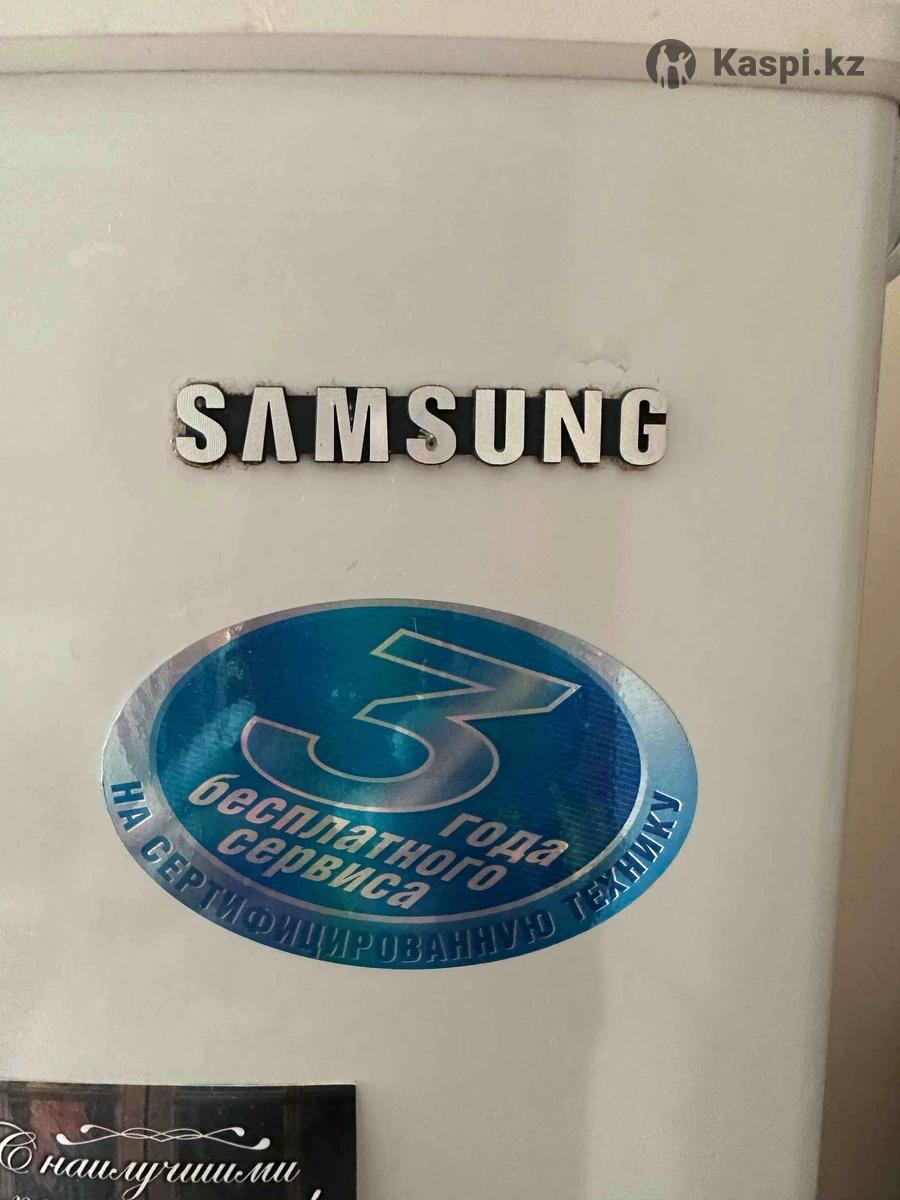 Kaspi.kz
SAMSUNG
3
года
бесплатного
сервиса
НА СЕРТИФИЦИРОВАННУЮ ТЕХНИКУ
С наилучшими